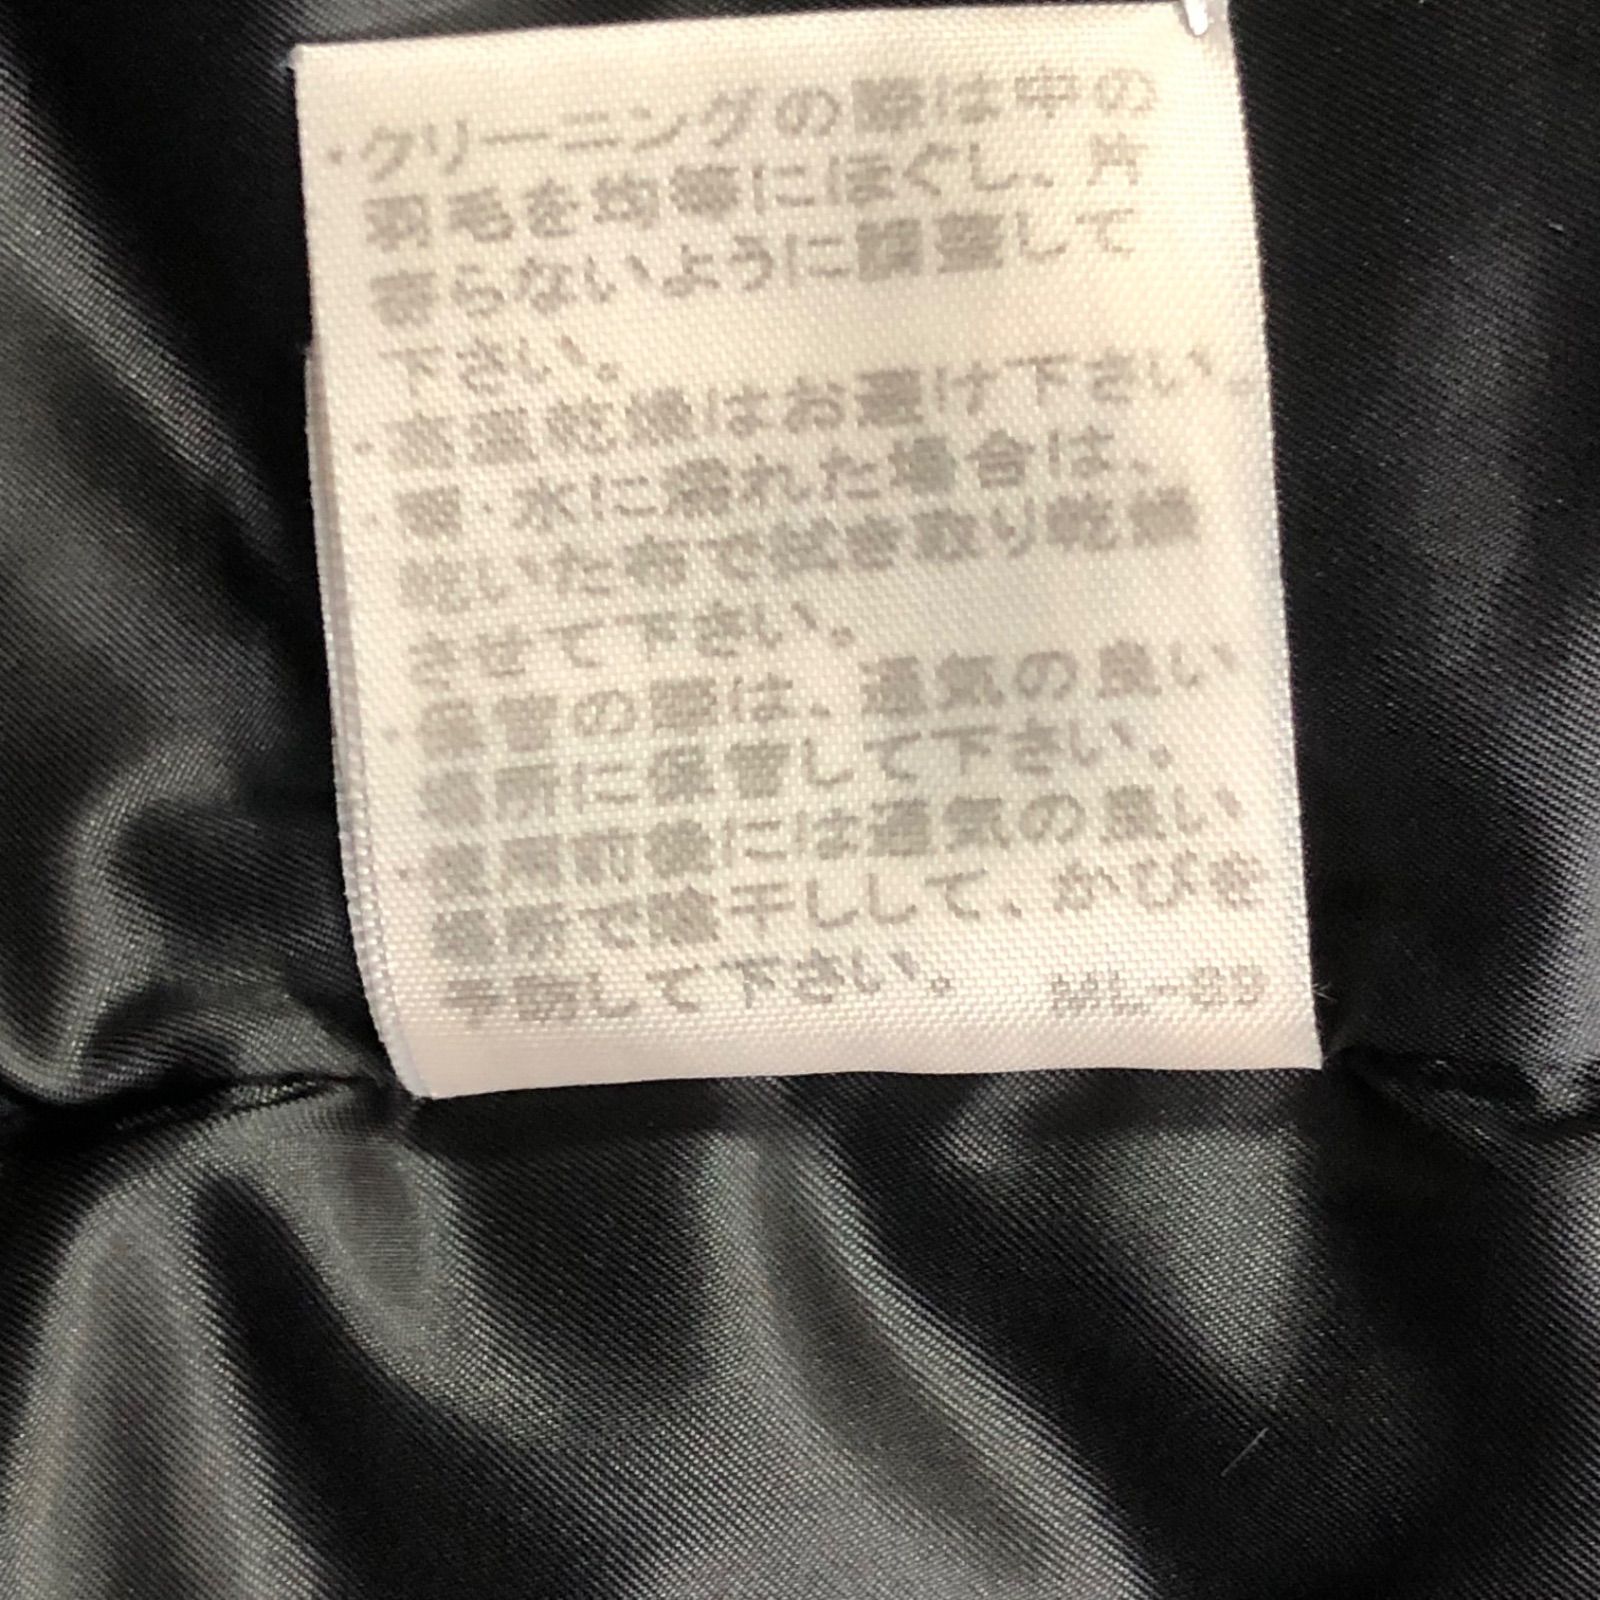 ・クリーニングの際は中の
羽毛を均等にほぐし、片
寄らないように調整して
下さい。
・高温乾燥はお避け下さい。
・雨・水に濡れた場合は、
乾いた布で拭き取り乾燥
させて下さい。
・保管の際は、通気の良い
場所に保管して下さい。
・使用前後には通気の良い
場所で陰干しして、かびを
予防して下さい。 ML-89